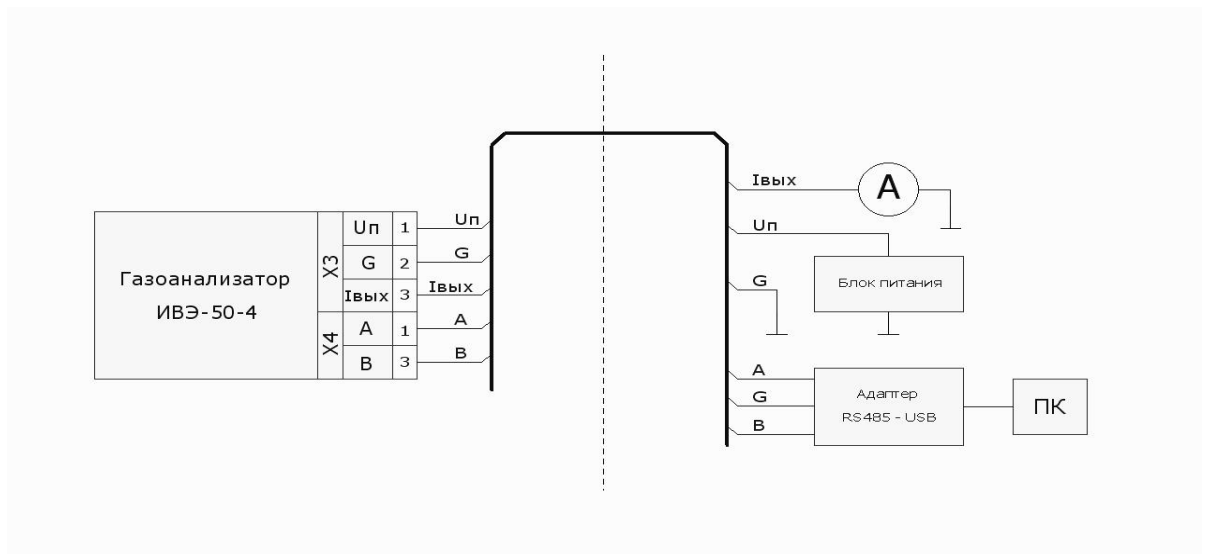 Газоанализатор
ИВЭ-50-4
X3
Uп 1
G 2
Iвых 3
X4
A 1
B 3
Uп
G
Iвых
A
B
Iвых
A
Uп
Блок питания
G
A
G
B
Адаптер
RS485 - USB
ПК